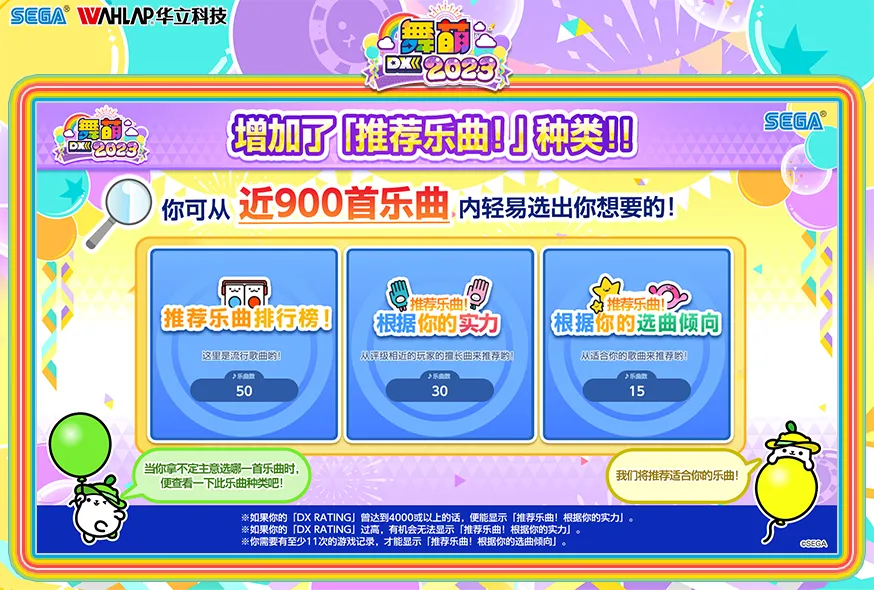 SEGA® WAHLAP华立科技
舞萌
DX 2023
舞萌
DX 2023
增加了「推荐乐曲!」种类!!
SEGA®
你可从 近900首乐曲 内轻易选出你想要的!
推荐乐曲排行榜!
这里是流行歌曲哟!
♪乐曲数
50
推荐乐曲!
根据你的实力
从评级相近的玩家的擅长曲来推荐哟!
♪乐曲数
30
推荐乐曲!
根据你的选曲倾向
从适合你的歌曲来推荐哟!
♪乐曲数
15
当你拿不定主意选哪一首乐曲时,
便查看一下此乐曲种类吧!
我们将推荐适合你的乐曲!
※如果你的「DX RATING」曾达到4000或以上的话，便能显示「推荐乐曲！根据你的实力」。
※如果你的「DX RATING」过高，有机会无法显示「推荐乐曲！根据你的实力」。
※你需要有至少11次的游戏记录，才能显示「推荐乐曲！根据你的选曲倾向」。
©SEGA